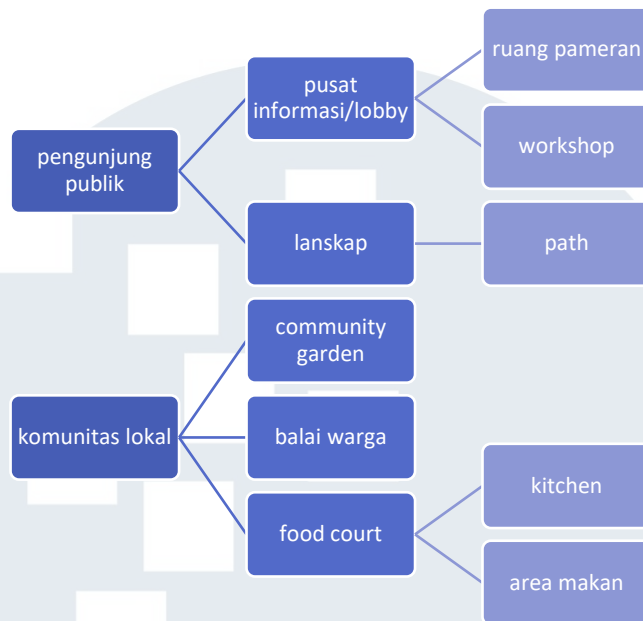 pengunjung
publik
pusat
informasi/lobby
ruang pameran
workshop
lanskap
path
komunitas lokal
community
garden
balai warga
food court
kitchen
area makan